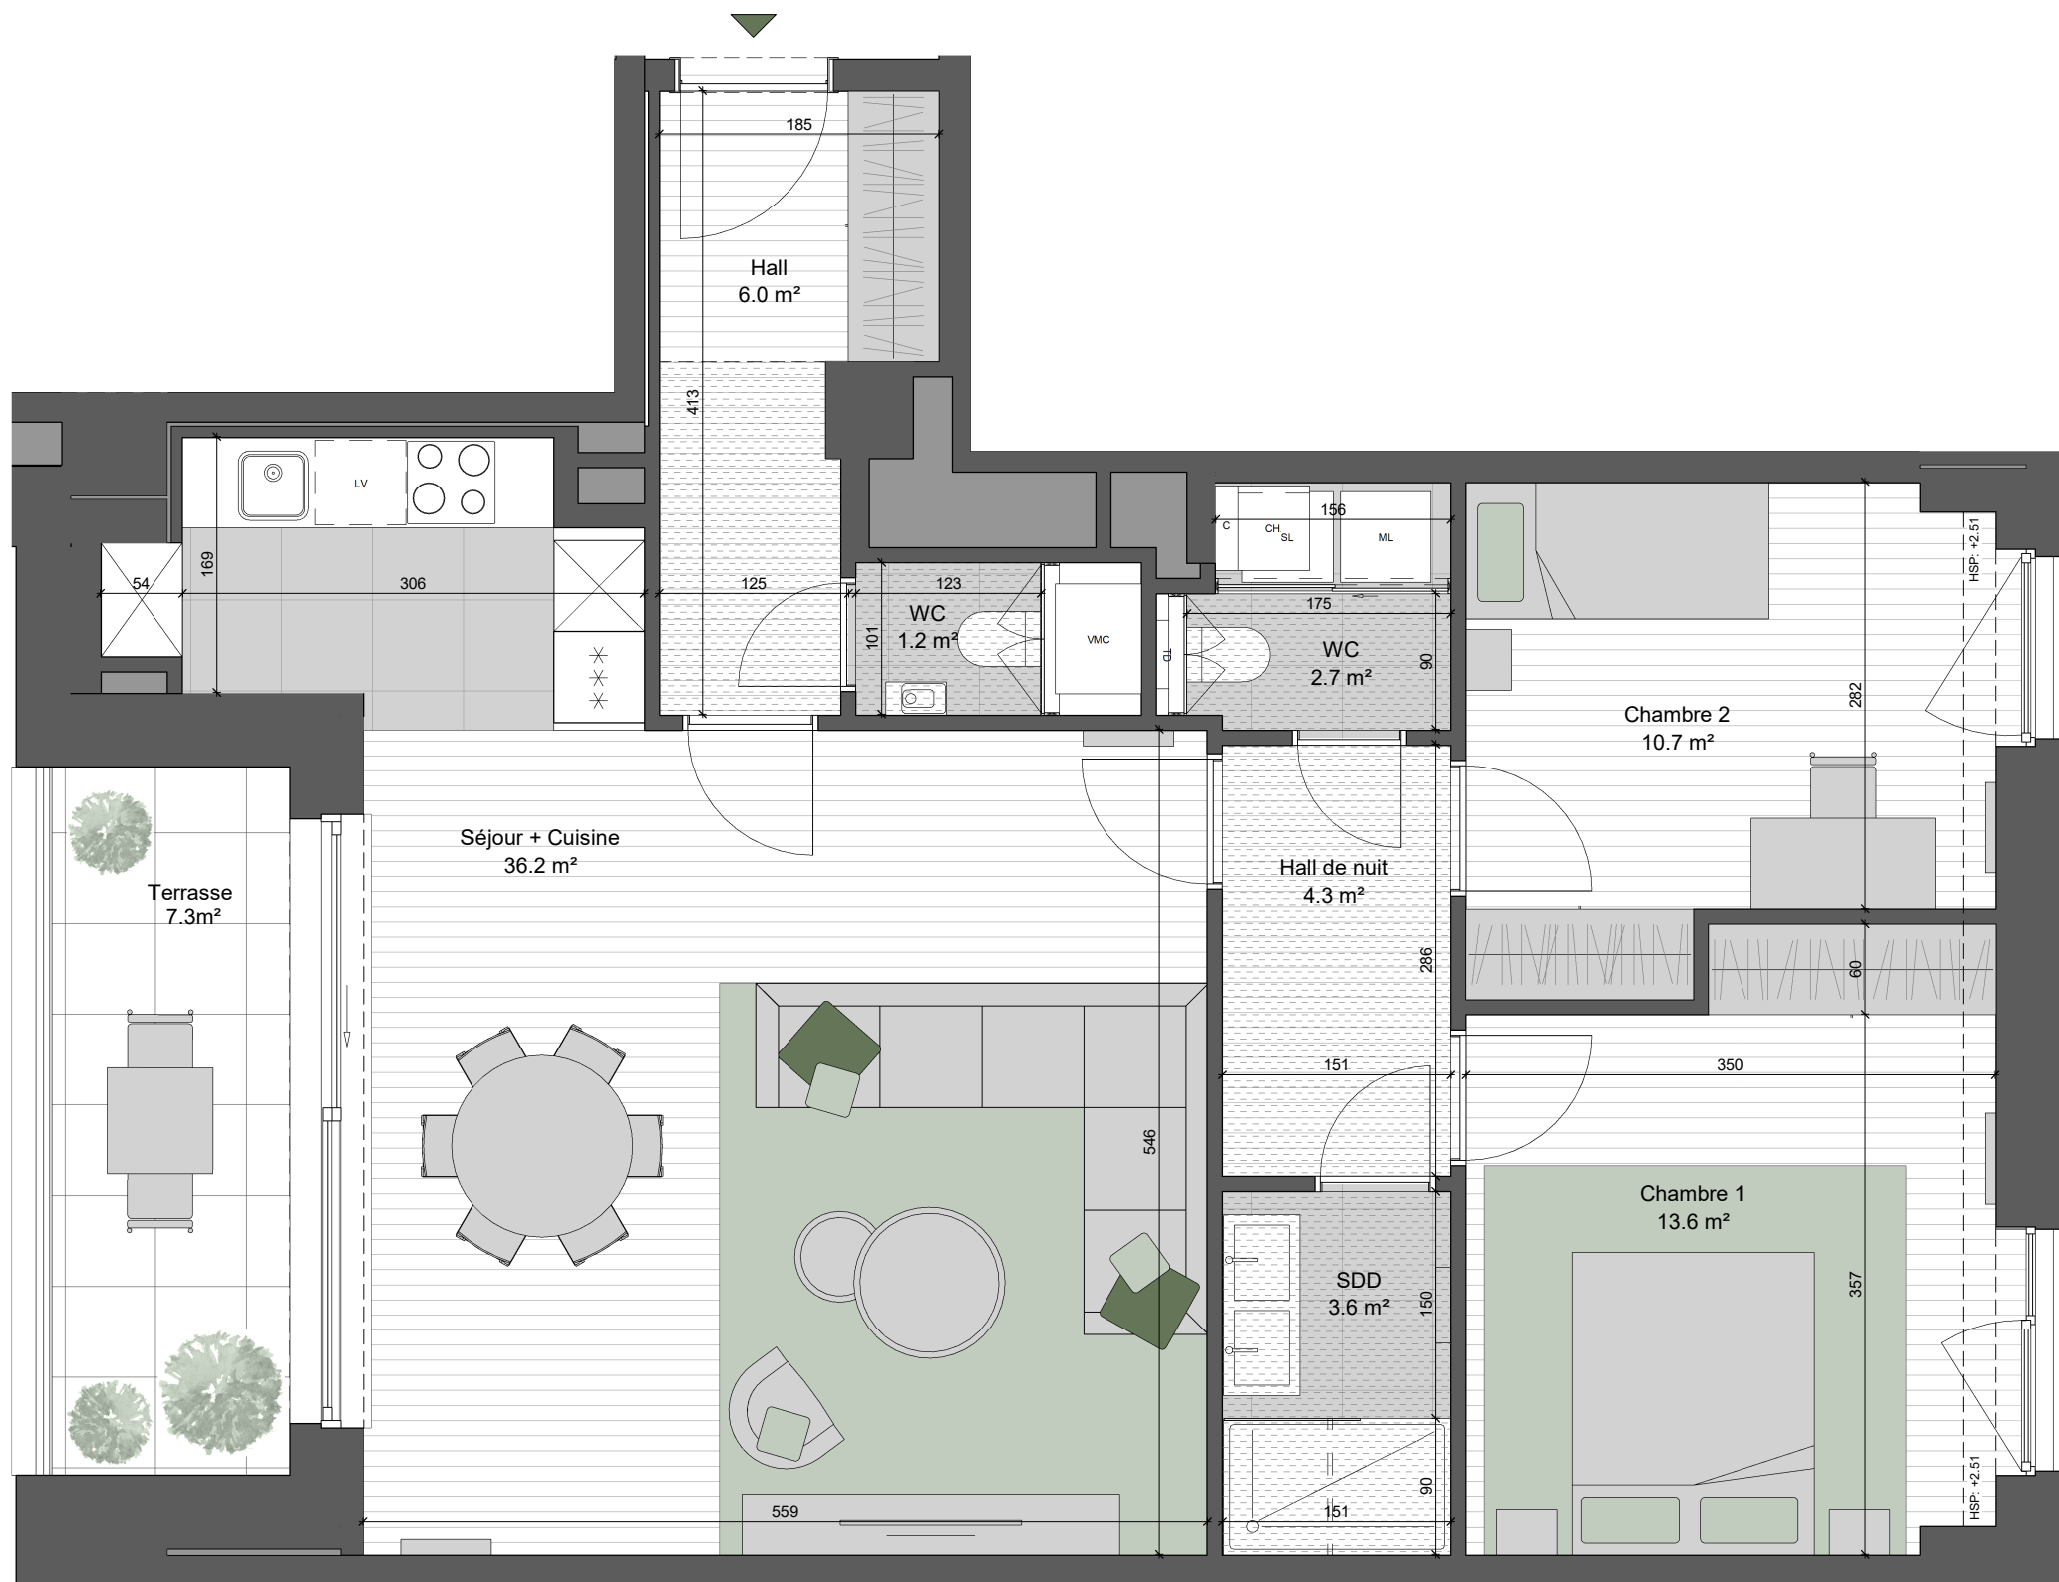 185
Hall
6.0 m²
413
LV
169
54
306
125
123
WC
1.2 m²
101
VMC
156
C
CH
SL
ML
175
TD
WC
2.7 m²
90
HSP: +2.51
282
Chambre 2
10.7 m²
Séjour + Cuisine
36.2 m²
Terrasse
7.3m²
Hall de nuit
4.3 m²
286
60
151
350
546
Chambre 1
13.6 m²
SDD
3.6 m²
150
357
90
559
151
HSP: +2.51